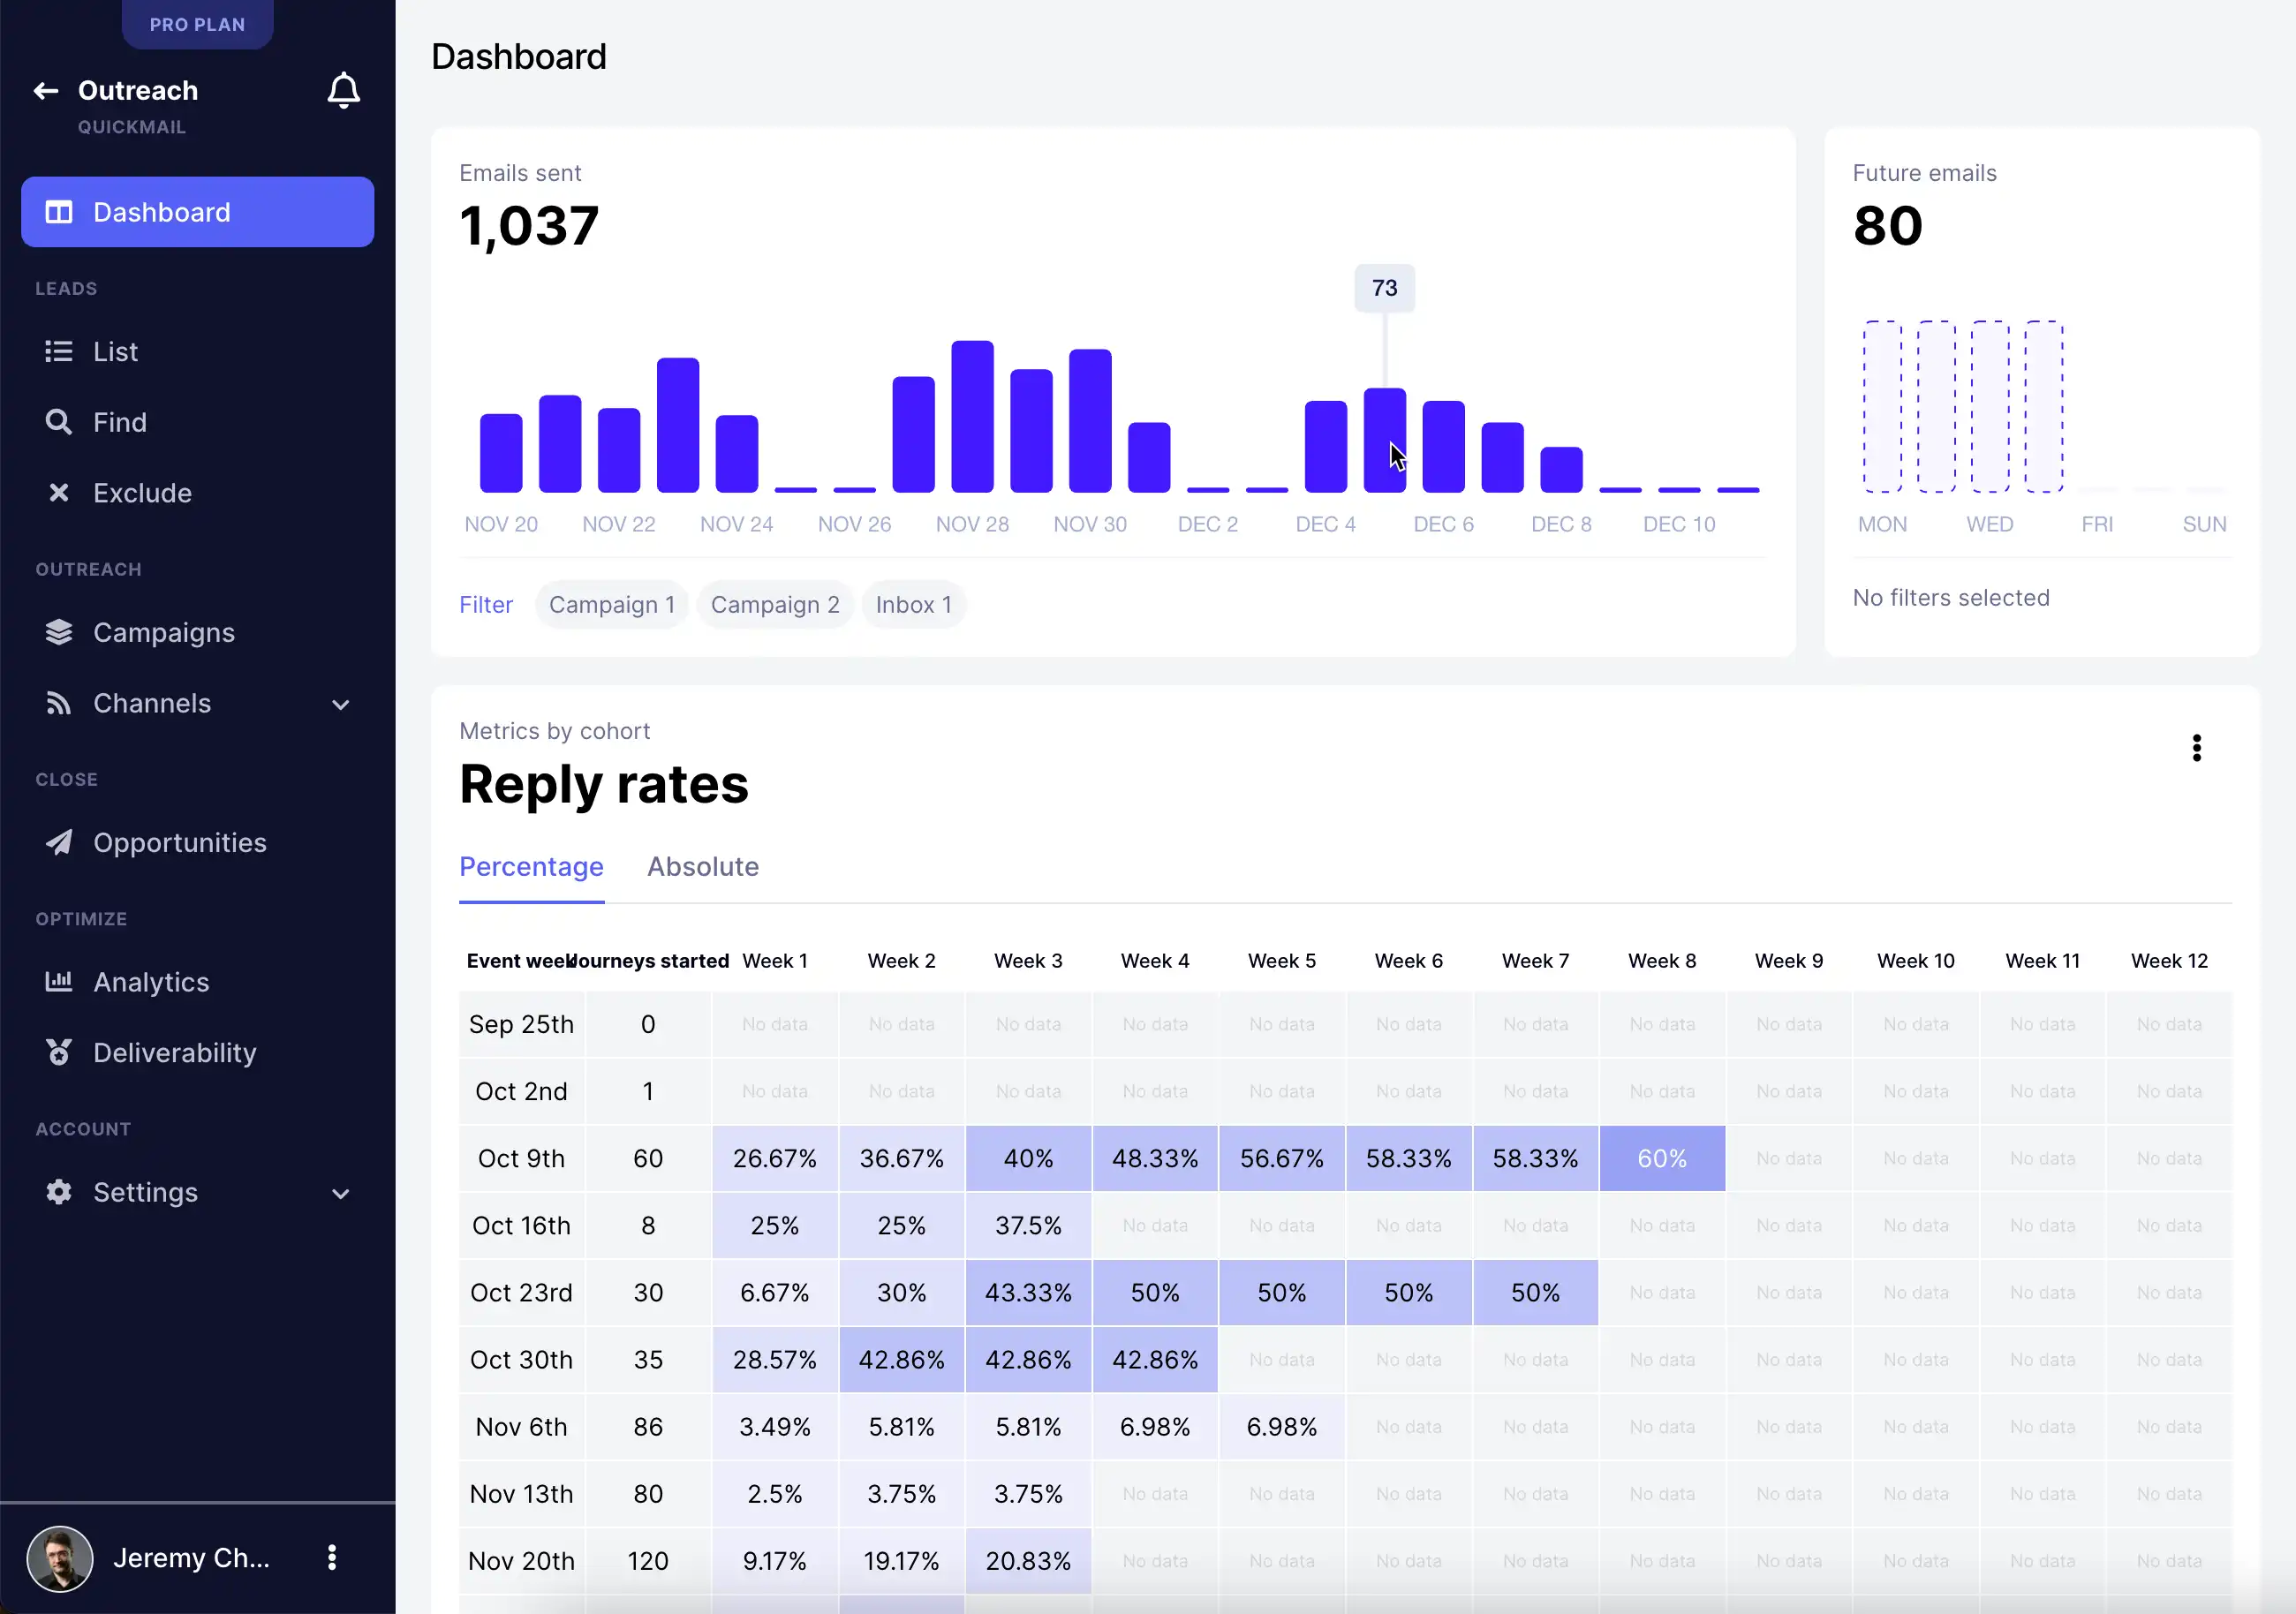 PRO PLAN
Outreach
QUICKMAIL
Dashboard
LEADS
List
Find
Exclude
OUTREACH
Campaigns
Channels
CLOSE
Opportunities
OPTIMIZE
Analytics
Deliverability
ACCOUNT
Settings
Jeremy Ch...
Dashboard
Emails sent
1,037
73
NOV 20 NOV 22 NOV 24 NOV 26 NOV 28 NOV 30 DEC 2 DEC 4 DEC 6 DEC 8 DEC 10
Filter Campaign 1 Campaign 2 Inbox 1
Future emails
80
MON WED FRI SUN
No filters selected
Metrics by cohort
Reply rates
Percentage Absolute
Event week Journeys started Week 1 Week 2 Week 3 Week 4 Week 5 Week 6 Week 7 Week 8 Week 9 Week 10 Week 11 Week 12
Sep 25th 0 No data No data No data No data No data No data No data No data No data No data No data No data
Oct 2nd 1 No data No data No data No data No data No data No data No data No data No data No data No data
Oct 9th 60 26.67% 36.67% 40% 48.33% 56.67% 58.33% 58.33% 60% No data No data No data No data
Oct 16th 8 25% 25% 37.5% No data No data No data No data No data No data No data No data No data
Oct 23rd 30 6.67% 30% 43.33% 50% 50% 50% 50% No data No data No data No data No data
Oct 30th 35 28.57% 42.86% 42.86% 42.86% No data No data No data No data No data No data No data No data
Nov 6th 86 3.49% 5.81% 5.81% 6.98% 6.98% No data No data No data No data No data No data No data
Nov 13th 80 2.5% 3.75% 3.75% No data No data No data No data No data No data No data No data No data
Nov 20th 120 9.17% 19.17% 20.83% No data No data No data No data No data No data No data No data No data